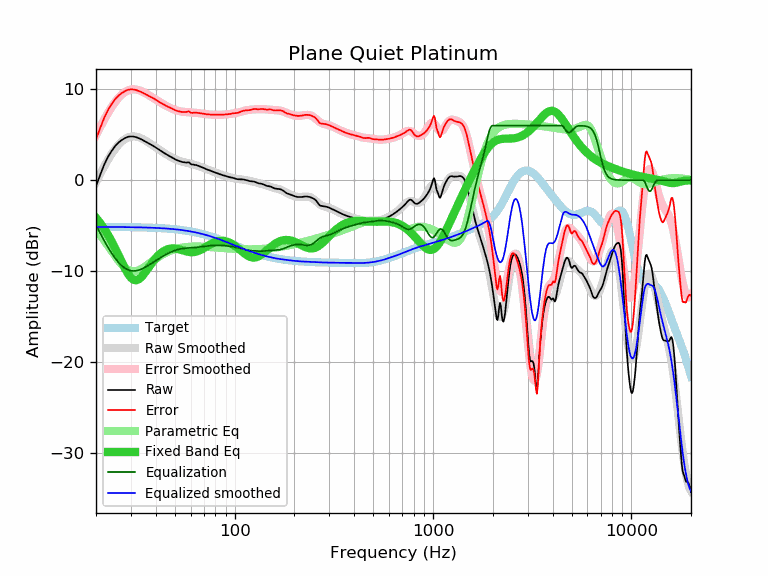 Plane Quiet Platinum
10
0
−10
−20
−30
Amplitude (dBr)
Target
Raw Smoothed
Error Smoothed
Raw
Error
Parametric Eq
Fixed Band Eq
Equalization
Equalized smoothed
100
1000
10000
Frequency (Hz)